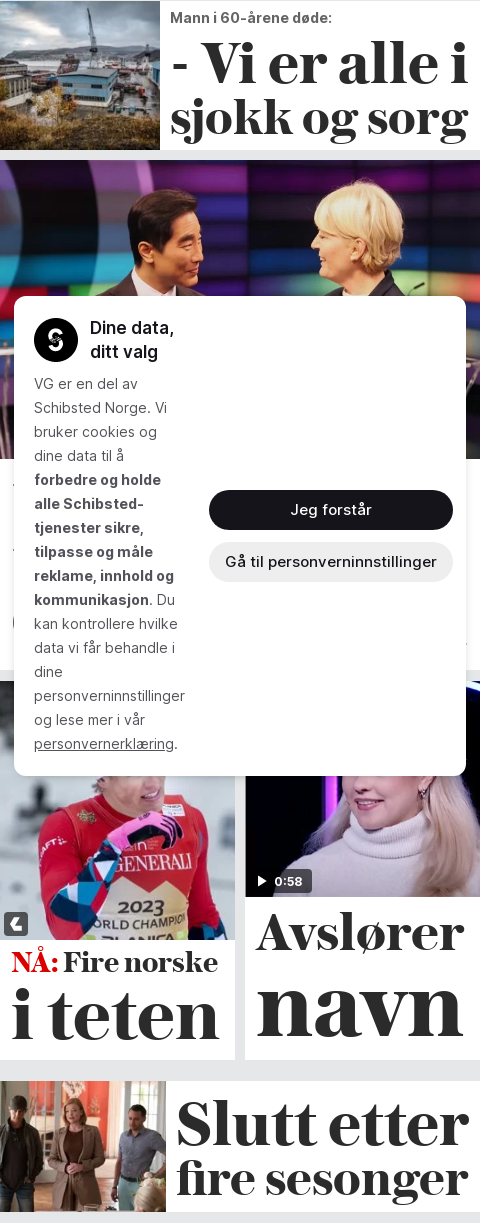 Mann i 60-årene døde:
- Vi er alle i
sjokk og sorg
Dine data,
ditt valg
VG er en del av
Schibsted Norge. Vi
bruker cookies og
dine data til å
forbedre og holde
alle Schibsted-
tjenester sikre,
tilpasse og måle
reklame, innhold og
kommunikasjon. Du
kan kontrollere hvilke
data vi får behandle i
dine
personverninnstillinger
og lese mer i vår
personvernerklæring.
Jeg forstår
Gå til personverninnstillinger
GENERALI
2023
WORLD CHAMPION
PLANICA
NÅ: Fire norske
i teten
0:58
Avslører
navn
Slutt etter
fire sesonger